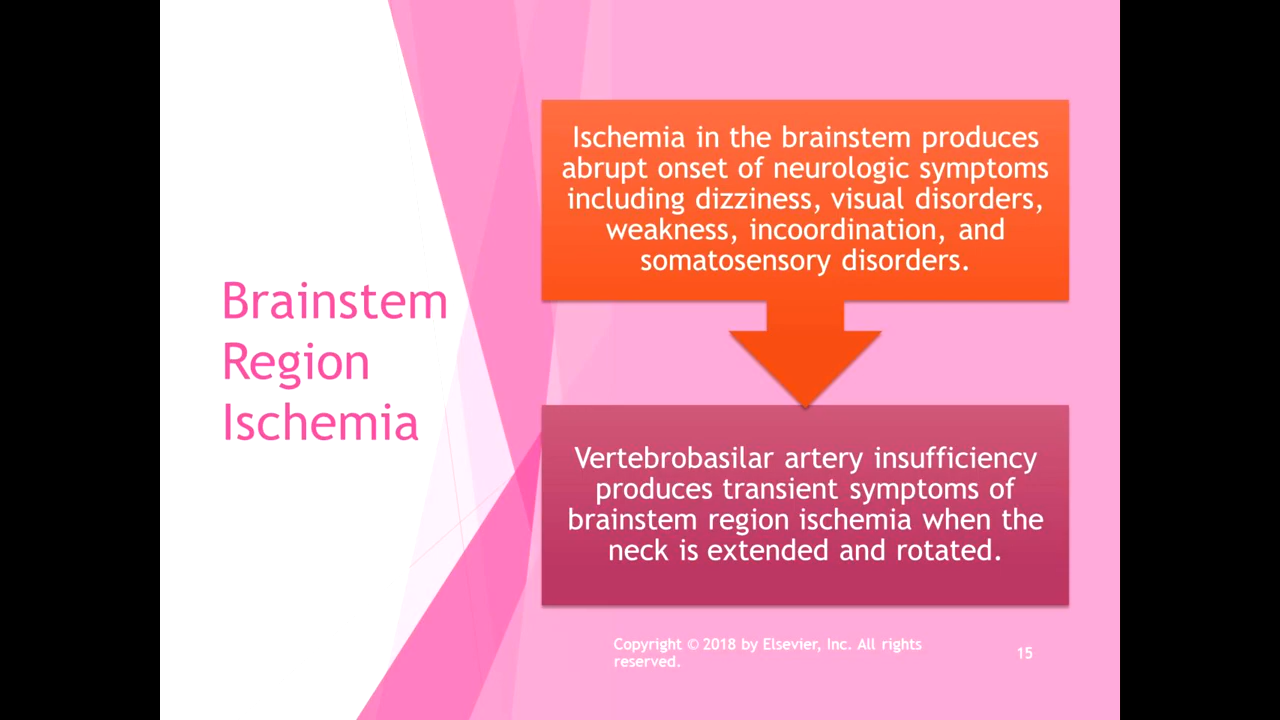 Brainstem
Region
Ischemia
Ischemia in the brainstem produces
abrupt onset of neurologic symptoms
including dizziness, visual disorders,
weakness, incoordination, and
somatosensory disorders.
Vertebrobasilar artery insufficiency
produces transient symptoms of
brainstem region ischemia when the
neck is extended and rotated.
Copyright © 2018 by Elsevier, Inc. All rights
reserved.
15